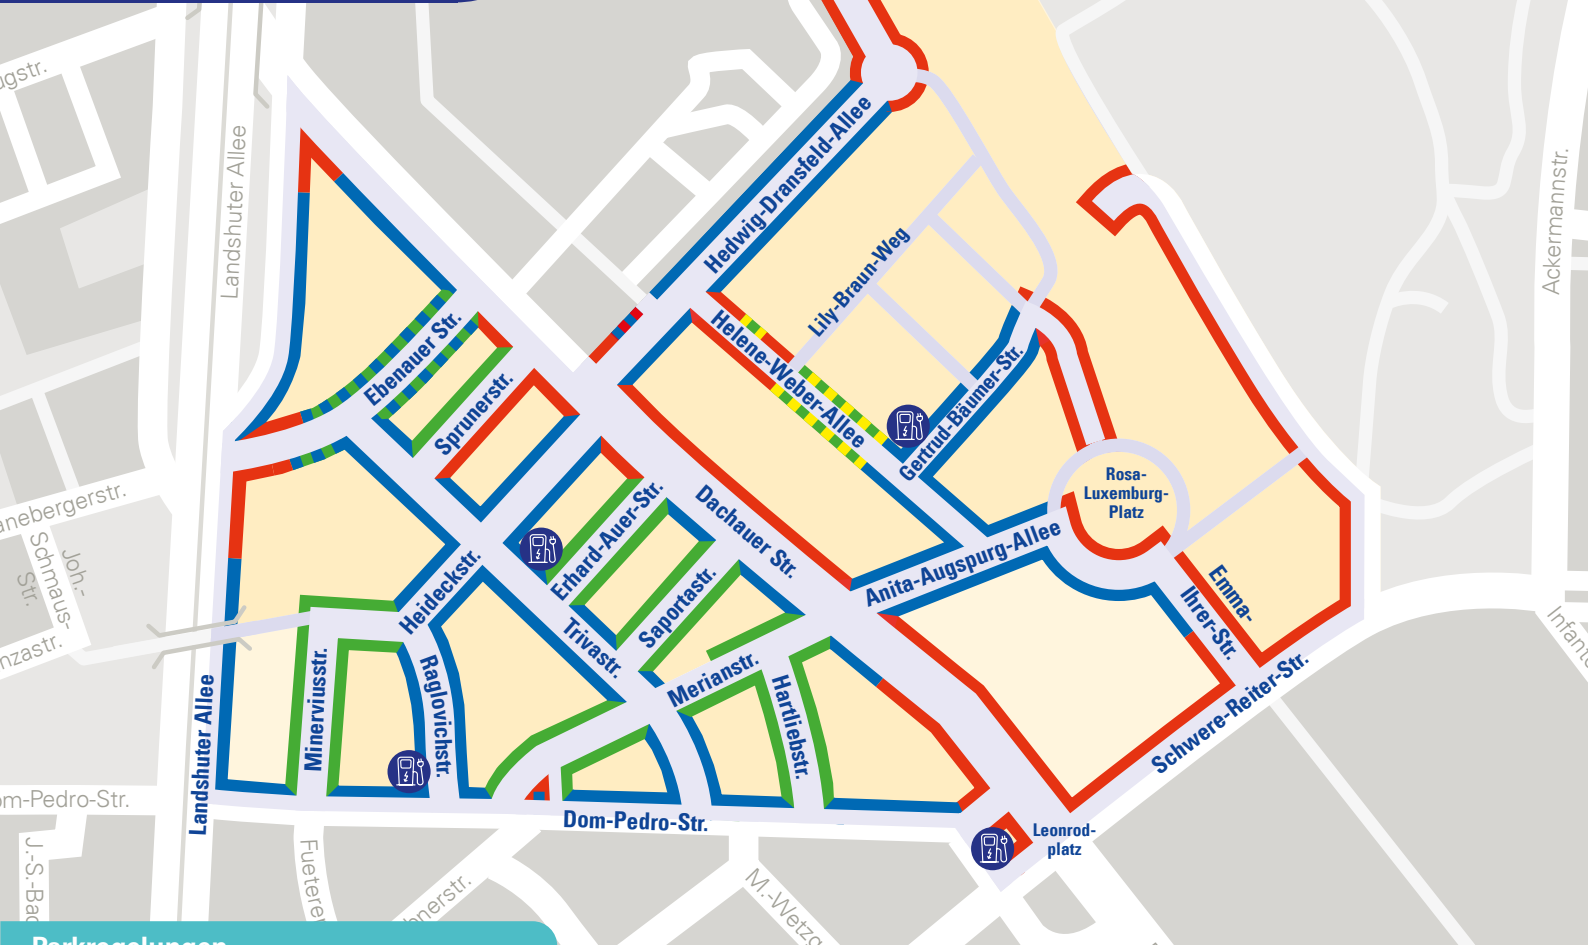 Landshuter Allee
Hedwig-Dransfeld-Allee
Ackermannstr.
Lily-Braun-Weg
Ebenauer Str.
Helene-Weber-Allee
Gertrud-Bäumer-Str.
Sprunerstr.
Rosa-
Luxemburg-
Platz
Dachauer Str.
Erhard-Auer-Str.
Anita-Augspurg-Allee
Heideckstr.
Saportastr.
Emma-
Ihrer-Str.
Joh.-
Schmaus-
Str.
Trivastr.
Merianstr.
Minerviusstr.
Raglovichstr.
Hartliebstr.
Landshuter Allee
Schwere-Reiter-Str.
Dom-Pedro-Str.
Leonrod-
platz